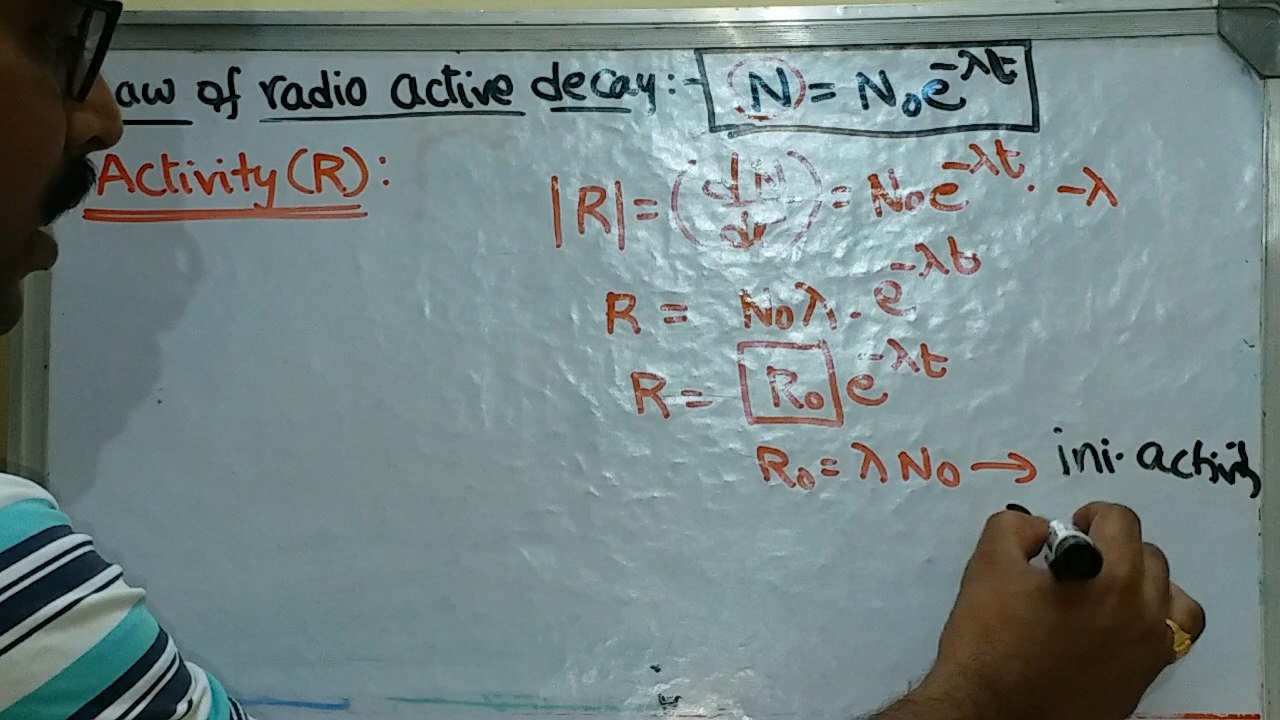 aw of radio active decay:- N = N₀e^-λt
Activity (R):
|R| = (dN/dt) = N₀e^-λt . -λ
R = N₀λ . e^-λt
R = R₀ e^-λt
R₀ = λN₀ → ini. activity